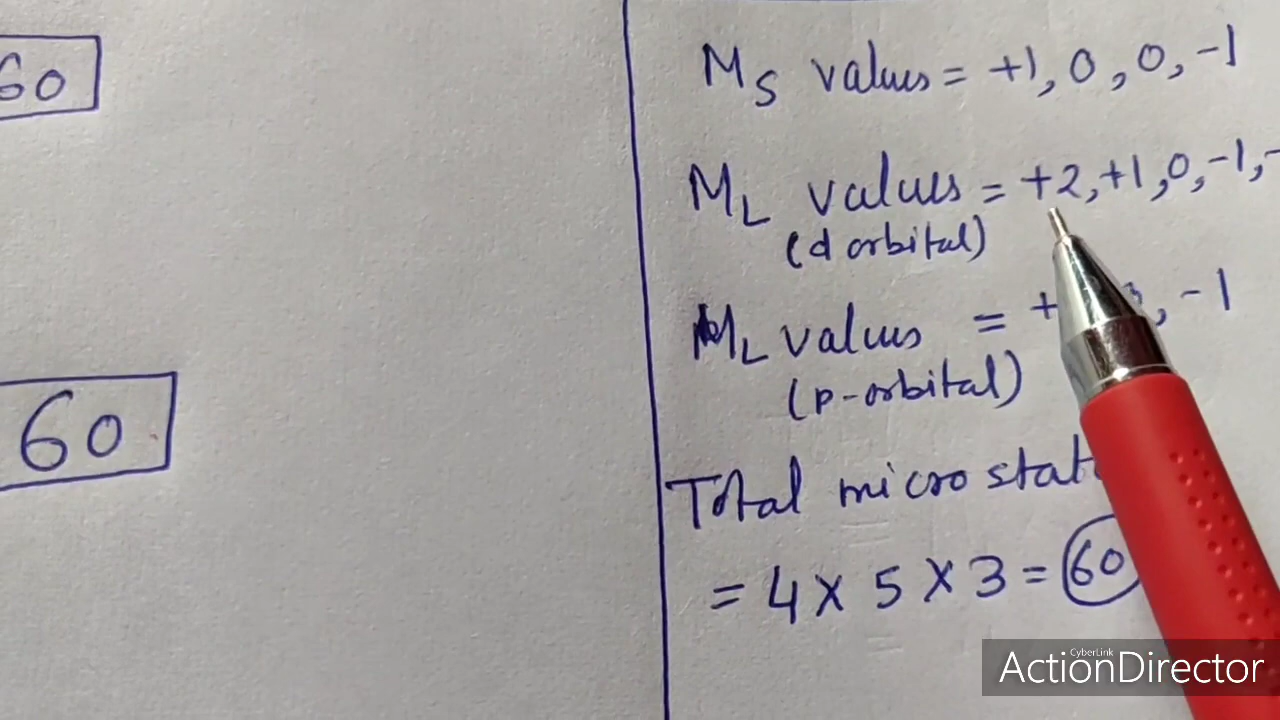 60
60
Ms values = +1, 0, 0, -1
ML values = +2, +1, 0, -1, -
(d orbital)
ML values = + , -1
(p-orbital)
Total micro stat
= 4 x 5 x 3 = 60
CyberLink
ActionDirector